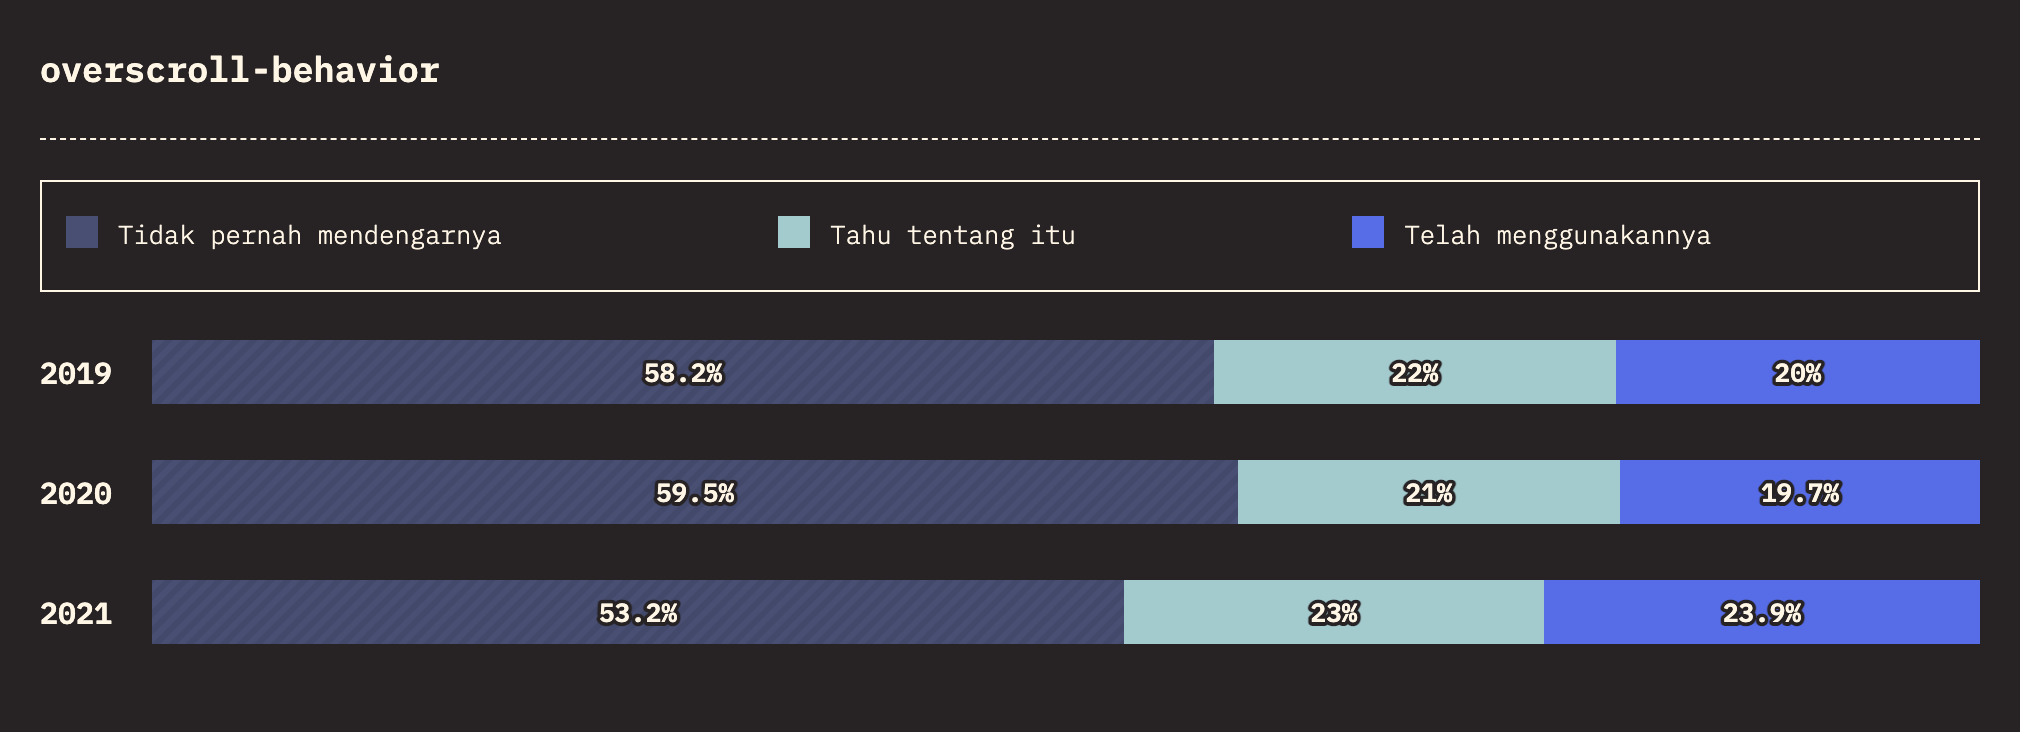 overscroll-behavior
Tidak pernah mendengarnya Tahu tentang itu Telah menggunakannya
2019 58.2% 22% 20%
2020 59.5% 21% 19.7%
2021 53.2% 23% 23.9%